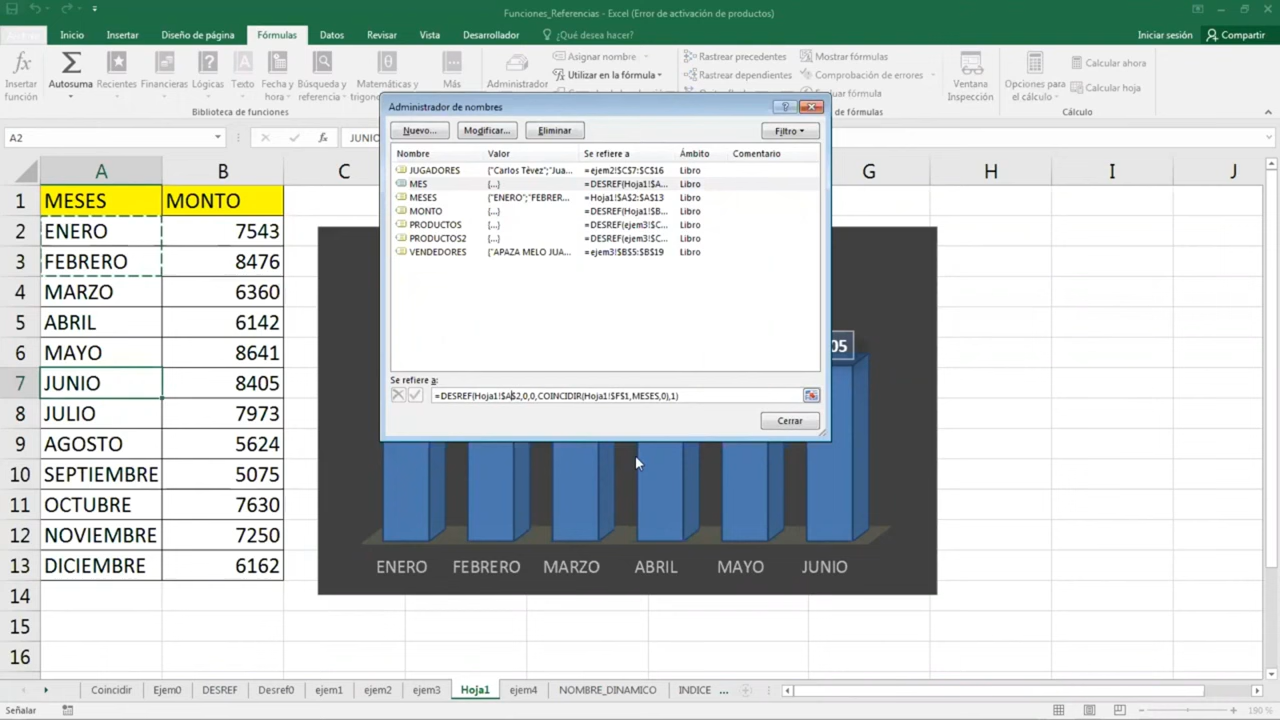 Funciones_Referencias - Excel (Error de activación de productos)
Inicio Insertar Diseño de página Fórmulas Datos Revisar Vista Desarrollador ¿Qué desea hacer? Iniciar sesión Compartir
Insertar función
Autosuma
Recientes
Financieras
Lógicas
Texto
Fecha y hora
Búsqueda y referencia
Matemáticas y
Más
Administrador
Asignar nombre
Utilizar en la fórmula
Rastrear precedentes
Rastrear dependientes
Mostrar fórmulas
Comprobación de errores
Ventana Inspección
Opciones para el cálculo
Calcular ahora
Calcular hoja
Biblioteca de funciones
de fórmulas
Cálculo
A2 fx JUNIO
A B C G H I J
1 MESES MONTO
2 ENERO 7543
3 FEBRERO 8476
4 MARZO 6360
5 ABRIL 6142
6 MAYO 8641
7 JUNIO 8405
8 JULIO 7973
9 AGOSTO 5624
10 SEPTIEMBRE 5075
11 OCTUBRE 7630
12 NOVIEMBRE 7250
13 DICIEMBRE 6162
14
15
16
Administrador de nombres
Nuevo... Modificar... Eliminar Filtro
Nombre Valor Se refiere a Ámbito Comentario
JUGADORES {"Carlos Tévez";"Jua... =ejem2!$C$7:$C$16 Libro
MES {...} =DESREF(Hoja1!$A... Libro
MESES {"ENERO";"FEBRER... =Hoja1!$A$2:$A$13 Libro
MONTO {...} =DESREF(Hoja1!$B... Libro
PRODUCTOS {...} =DESREF(ejem3!$C... Libro
PRODUCTOS2 {...} =DESREF(ejem3!$C... Libro
VENDEDORES {"APAZA MELO JUA... =ejem3!$B$5:$B$19 Libro
Se refiere a:
=DESREF(Hoja1!$A$2,0,0,COINCIDIR(Hoja1!$F$1,MESES,0),1)
Cerrar
05
ENERO FEBRERO MARZO ABRIL MAYO JUNIO
Coincidir Ejem0 DESREF Desref0 ejem1 ejem2 ejem3 Hoja1 ejem4 NOMBRE_DINAMICO INDICE ...
Señalar 190 %